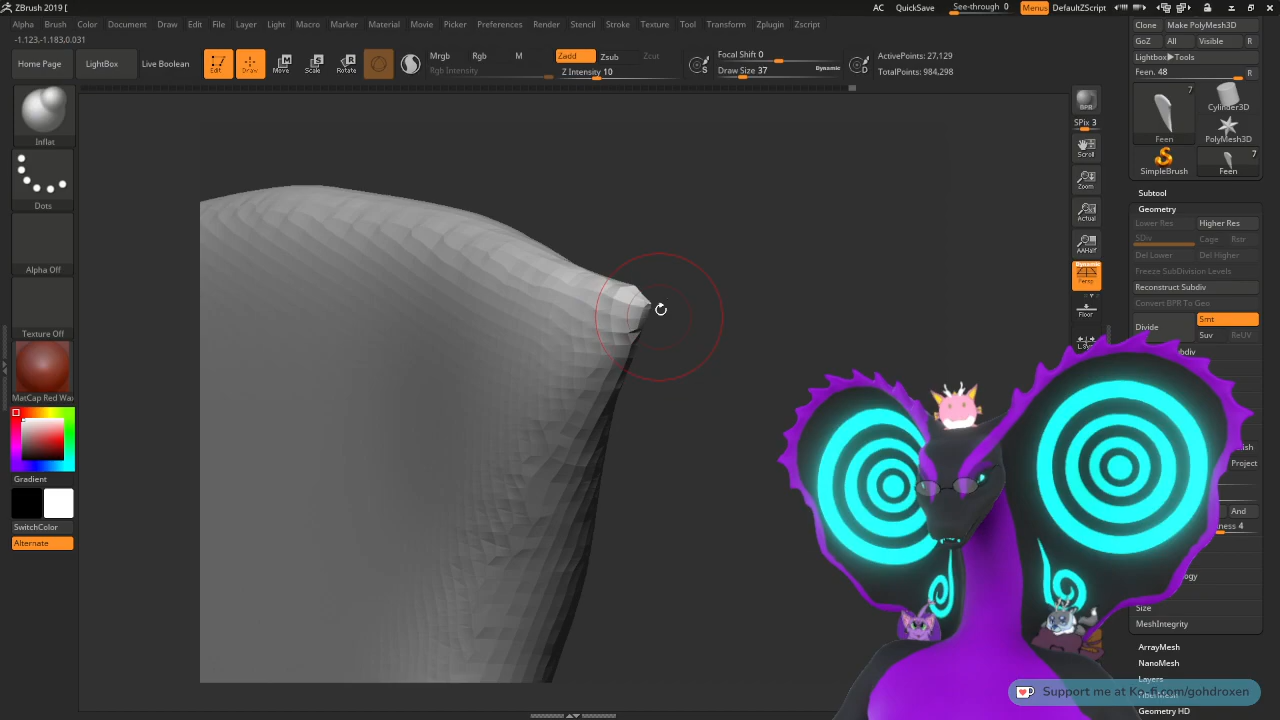 ZBrush 2019 [
AC QuickSave See-through 0 Menus DefaultZScript
Alpha Brush Color Document Draw Edit File Layer Light Macro Marker Material Movie Picker Preferences Render Stencil Stroke Texture Tool Transform Zplugin Zscript
-1.123,-1.183,0.031
Home Page LightBox Live Boolean Edit Draw Move Scale Rotate
Mrgb Rgb M Zadd Zsub Zcut
Rgb Intensity Z Intensity 10
Focal Shift 0
Draw Size 37 Dynamic
S
D
ActivePoints: 27,129
TotalPoints: 984,298
Inflat
Dots
Alpha Off
Texture Off
MatCap Red Wax
Gradient
SwitchColor
Alternate
BPR
SPix 3
Scroll
Zoom
Actual
AAHalf
Dynamic
Persp
Floor
L.Sym
Clone Make PolyMesh3D
GoZ All Visible R
Lightbox▶Tools
Feen. 48 R
7
Feen
Cylinder3D
PolyMesh3D
SimpleBrush
7
Feen
Subtool
Geometry
Lower Res Higher Res
SDiv Cage Rstr
Del Lower Del Higher
Freeze SubDivision Levels
Reconstruct Subdiv
Convert BPR To Geo
Divide Smt
Suv ReUV
Project
And
Size
MeshIntegrity
ArrayMesh
NanoMesh
Layers
Geometry HD
Support me at Ko-fi.com/gohdroxen